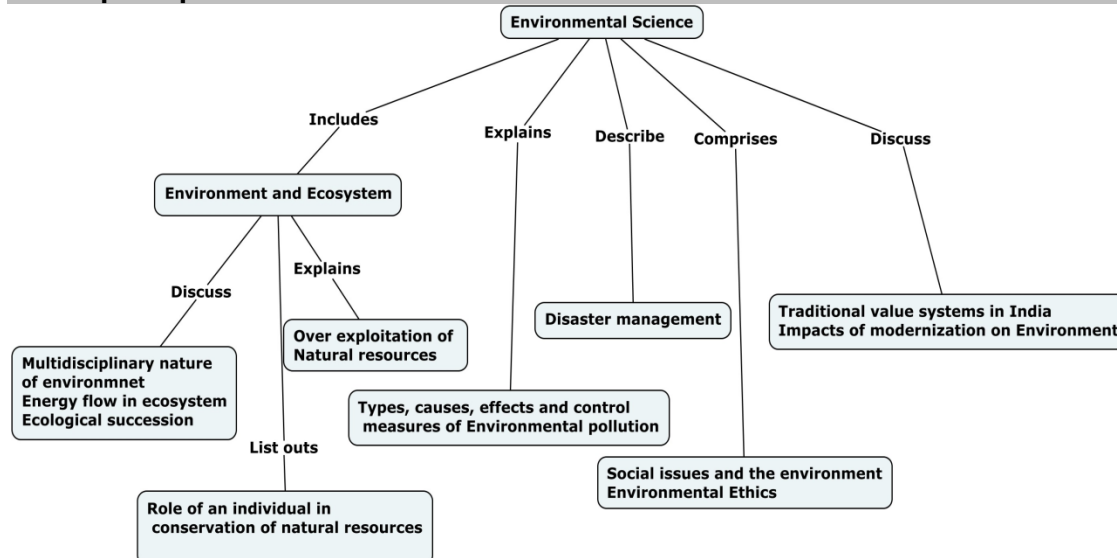 Environmental Science
Includes
Explains
Describe
Comprises
Discuss
Environment and Ecosystem
Explains
Discuss
Traditional value systems in India
Impacts of modernization on Environment
Disaster management
Over exploitation of
Natural resources
Multidisciplinary nature
of environmnet
Energy flow in ecosystem
Ecological succession
Types, causes, effects and control
measures of Environmental pollution
List outs
Social issues and the environment
Environmental Ethics
Role of an individual in
conservation of natural resources